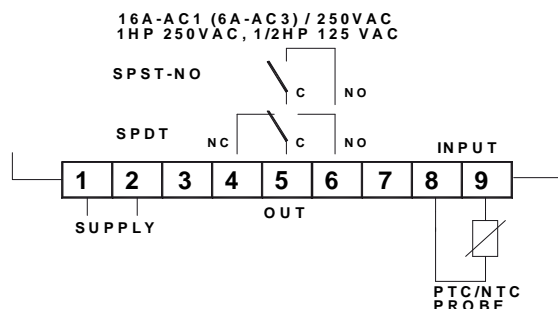 16A-AC1 (6A-AC3) / 250VAC
1HP 250VAC, 1/2HP 125 VAC
SPST-NO
C NO
SPDT NC C NO INPUT
1 2 3 4 5 6 7 8 9
OUT
SUPPLY
PTC/NTC
PROBE